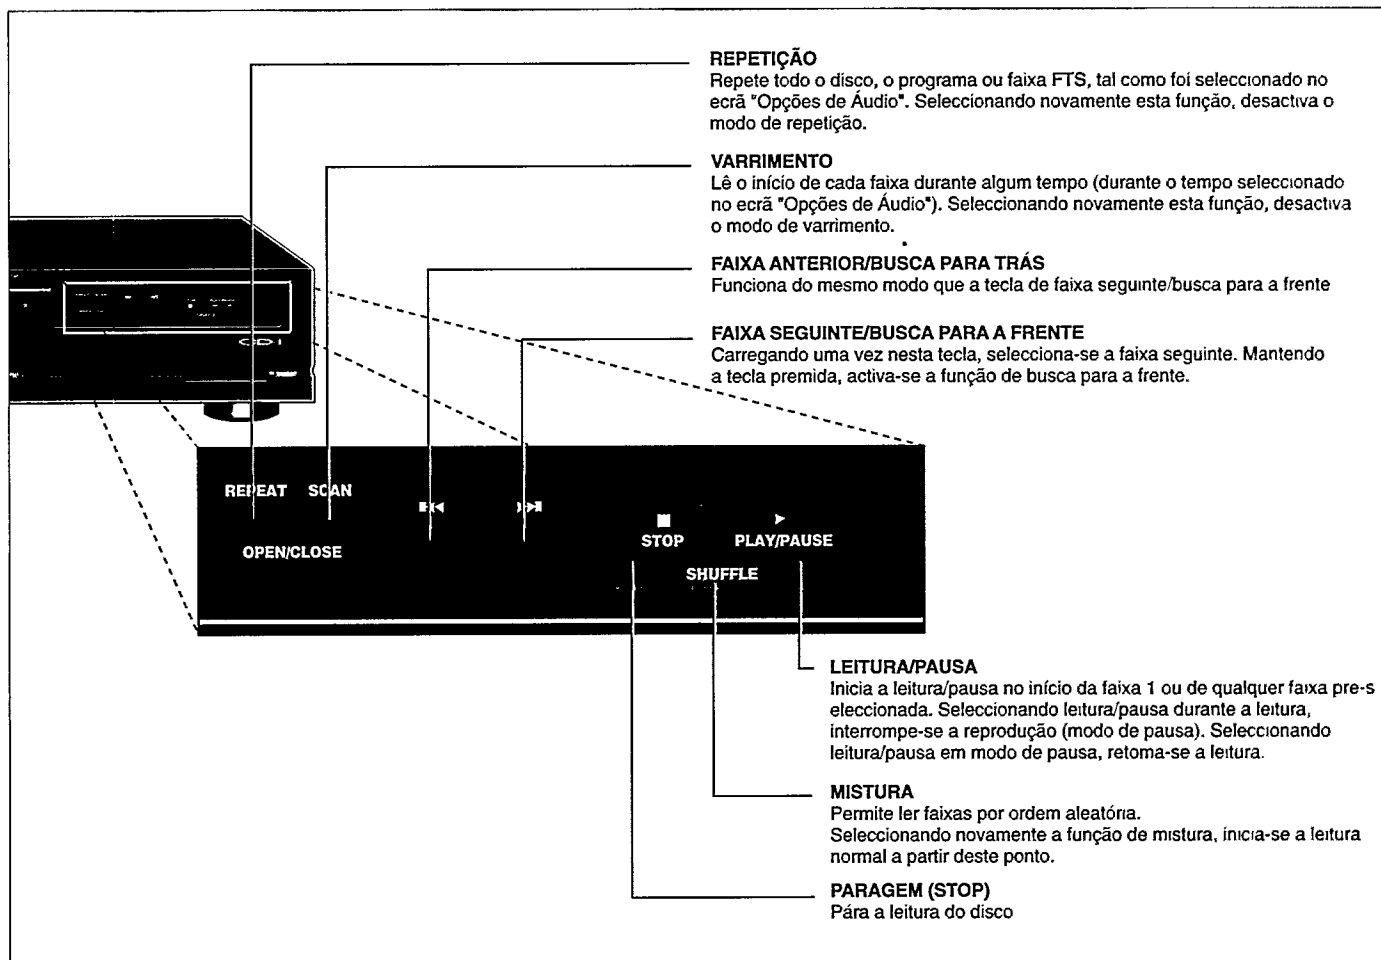 REPETIÇÃO
Repete todo o disco, o programa ou faixa FTS, tal como foi seleccionado no
ecrã "Opções de Áudio". Seleccionando novamente esta função, desactiva o
modo de repetição.
VARRIMENTO
Lê o início de cada faixa durante algum tempo (durante o tempo seleccionado
no ecrã "Opções de Áudio"). Seleccionando novamente esta função, desactiva
o modo de varrimento.
FAIXA ANTERIOR/BUSCA PARA TRÁS
Funciona do mesmo modo que a tecla de faixa seguinte/busca para a frente
FAIXA SEGUINTE/BUSCA PARA A FRENTE
Carregando uma vez nesta tecla, selecciona-se a faixa seguinte. Mantendo
a tecla premida, activa-se a função de busca para a frente.
CD-I
REPEAT SCAN
OPEN/CLOSE
STOP PLAY/PAUSE
SHUFFLE
LEITURA/PAUSA
Inicia a leitura/pausa no início da faixa 1 ou de qualquer faixa pre-s
eleccionada. Seleccionando leitura/pausa durante a leitura,
interrompe-se a reprodução (modo de pausa). Seleccionando
leitura/pausa em modo de pausa, retoma-se a leitura.
MISTURA
Permite ler faixas por ordem aleatória.
Seleccionando novamente a função de mistura, inicia-se a leitura
normal a partir deste ponto.
PARAGEM (STOP)
Pára a leitura do disco